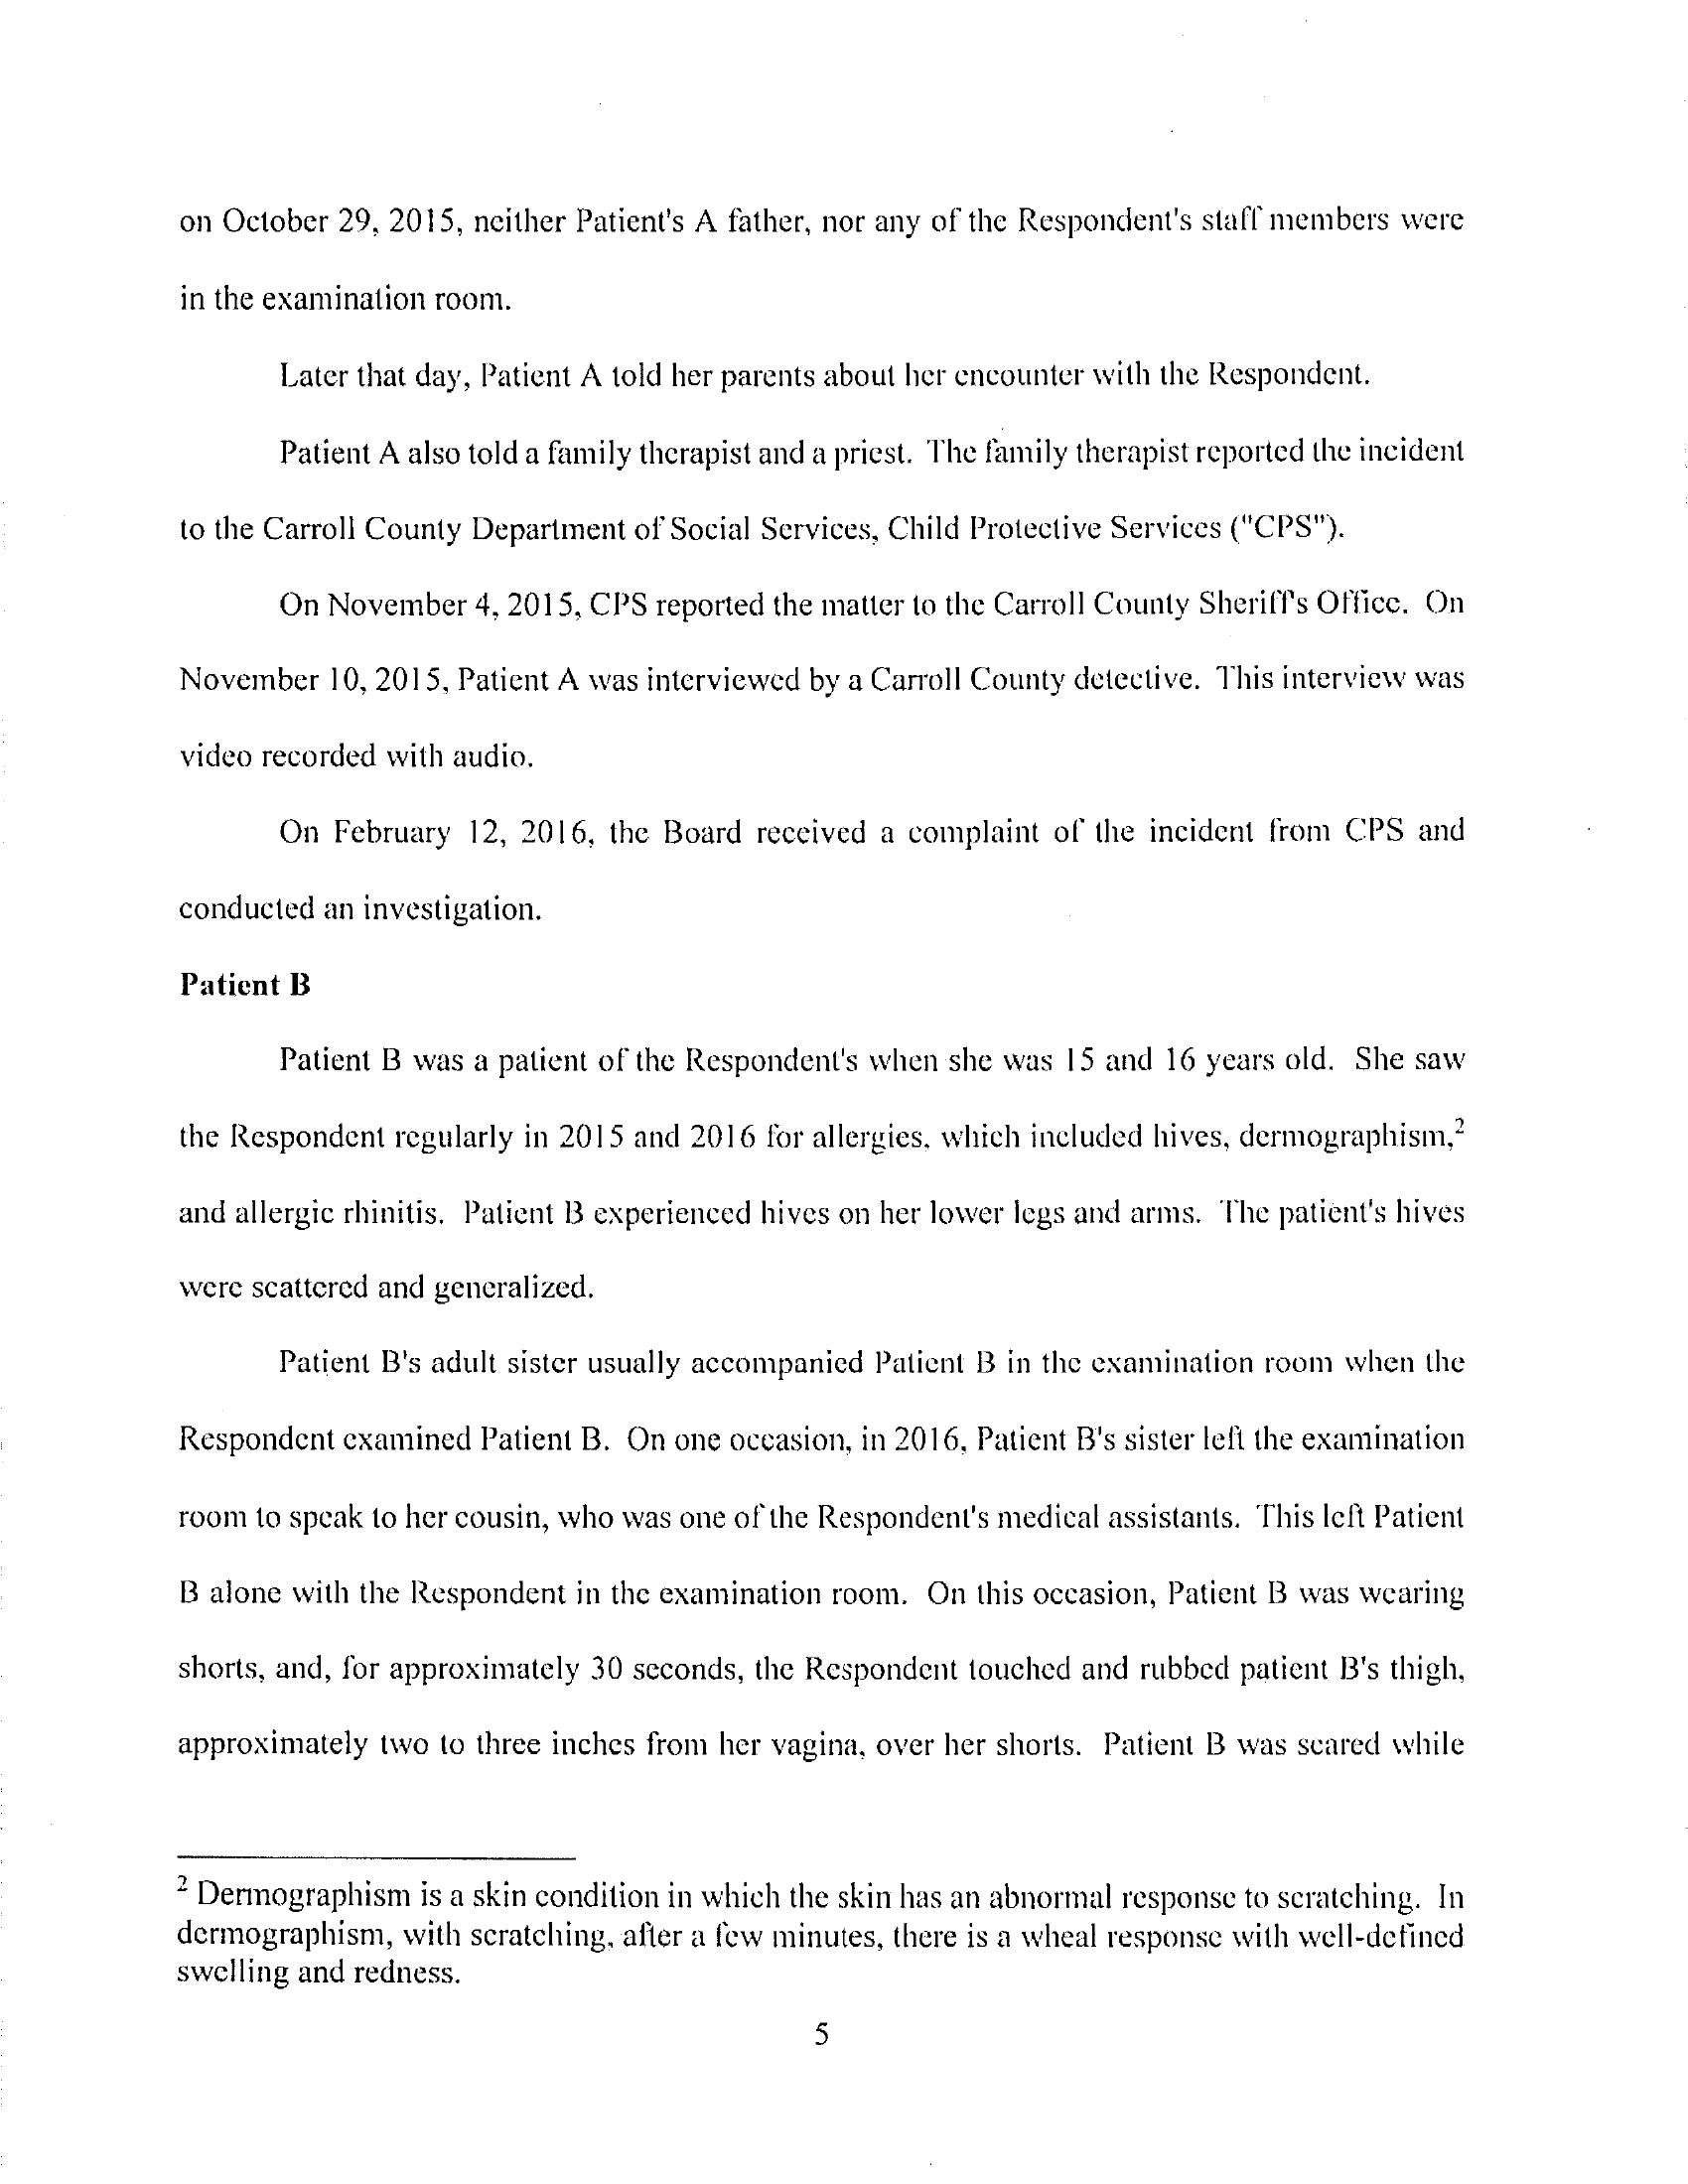 on October 29, 2015, neither Patient's A father, nor any of the Respondent's staff members were
in the examination room.
Later that day, Patient A told her parents about her encounter with the Respondent.
Patient A also told a family therapist and a priest. The family therapist reported the incident
to the Carroll County Department of Social Services, Child Protective Services ("CPS").
On November 4, 2015, CPS reported the matter to the Carroll County Sheriff's Office. On
November 10, 2015, Patient A was interviewed by a Carroll County detective. This interview was
video recorded with audio.
On February 12, 2016, the Board received a complaint of the incident from CPS and
conducted an investigation.
Patient B
Patient B was a patient of the Respondent's when she was 15 and 16 years old. She saw
the Respondent regularly in 2015 and 2016 for allergies, which included hives, dermographism,2
and allergic rhinitis. Patient B experienced hives on her lower legs and arms. The patient's hives
were scattered and generalized.
Patient B's adult sister usually accompanied Patient B in the examination room when the
Respondent examined Patient B. On one occasion, in 2016, Patient B's sister left the examination
room to speak to her cousin, who was one of the Respondent's medical assistants. This left Patient
B alone with the Respondent in the examination room. On this occasion, Patient B was wearing
shorts, and, for approximately 30 seconds, the Respondent touched and rubbed patient B's thigh,
approximately two to three inches from her vagina, over her shorts. Patient B was scared while
2 Dermographism is a skin condition in which the skin has an abnormal response to scratching. In
dermographism, with scratching, after a few minutes, there is a wheal response with well-defined
swelling and redness.
5